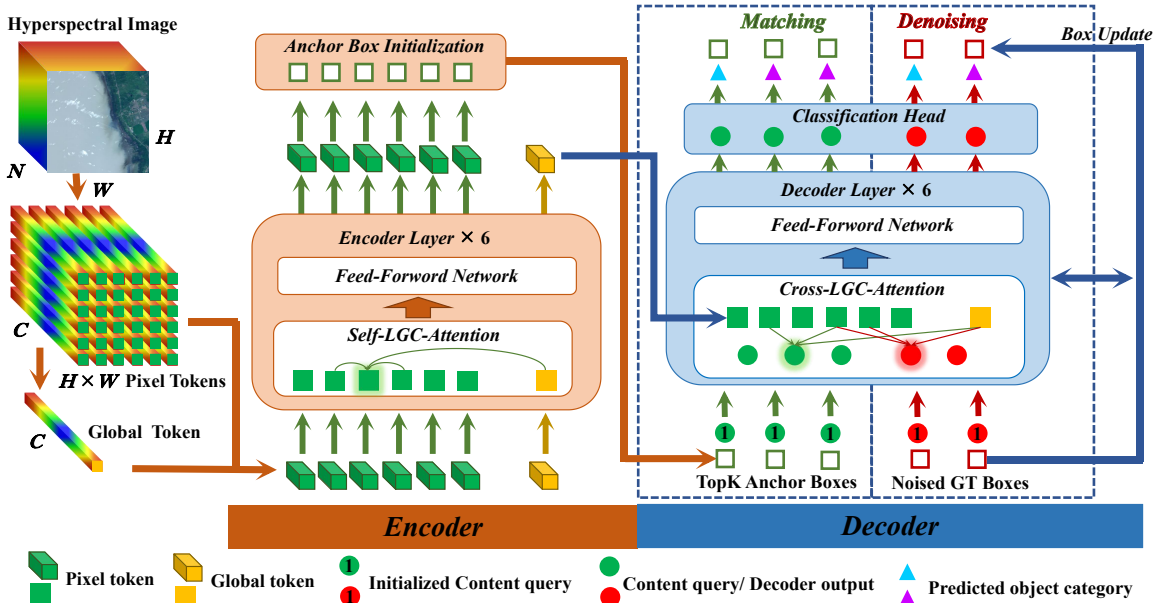 Hyperspectral Image
H
N
W
C
H × W Pixel Tokens
C
Global Token
Anchor Box Initialization
Encoder Layer × 6
Feed-Forward Network
Self-LGC-Attention
Matching
Denoising
Box Update
Classification Head
Decoder Layer × 6
Feed-Forward Network
Cross-LGC-Attention
1 1 1 1 1
TopK Anchor Boxes
Noised GT Boxes
Encoder
Decoder
Pixel token
Global token
1
1
Initialized Content query
Content query/ Decoder output
Predicted object category